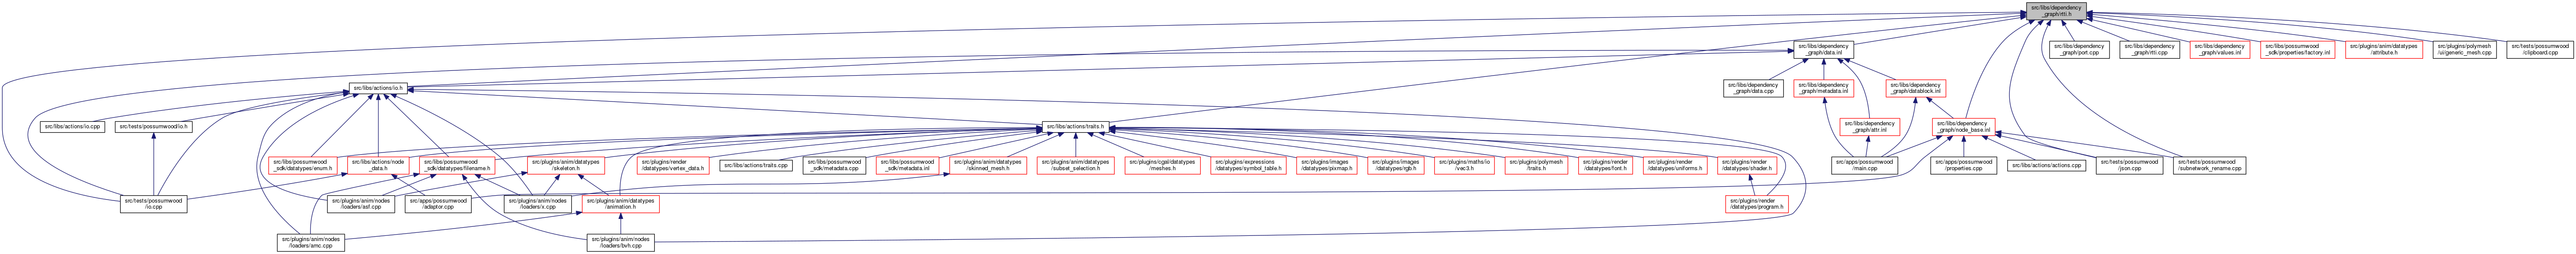 src/libs/dependency
_graph/rtti.h
src/libs/dependency
_graph/data.inl
src/libs/dependency
_graph/port.cpp
src/libs/dependency
_graph/rtti.cpp
src/libs/dependency
_graph/values.inl
src/libs/possumwood
_sdk/properties/factory.inl
src/plugins/anim/datatypes
/attribute.h
src/plugins/polymesh
/ui/generic_mesh.cpp
src/tests/possumwood
/clipboard.cpp
src/libs/actions/io.h
src/libs/dependency
_graph/data.cpp
src/libs/dependency
_graph/metadata.inl
src/libs/dependency
_graph/datablock.inl
src/libs/actions/io.cpp
src/tests/possumwood/io.h
src/libs/actions/traits.h
src/libs/dependency
_graph/attr.inl
src/libs/dependency
_graph/node_base.inl
src/libs/possumwood
_sdk/datatypes/enum.h
src/libs/actions/node
_data.h
src/libs/possumwood
_sdk/datatypes/filename.h
src/plugins/anim/datatypes
/skeleton.h
src/plugins/render
/datatypes/vertex_data.h
src/libs/actions/traits.cpp
src/libs/possumwood
_sdk/metadata.cpp
src/libs/possumwood
_sdk/metadata.inl
src/plugins/anim/datatypes
/skinned_mesh.h
src/plugins/anim/datatypes
/subset_selection.h
src/plugins/cgal/datatypes
/meshes.h
src/plugins/expressions
/datatypes/symbol_table.h
src/plugins/images
/datatypes/pixmap.h
src/plugins/images
/datatypes/rgb.h
src/plugins/maths/io
/vec3.h
src/plugins/polymesh
/traits.h
src/plugins/render
/datatypes/font.h
src/plugins/render
/datatypes/uniforms.h
src/plugins/render
/datatypes/shader.h
src/apps/possumwood
/main.cpp
src/apps/possumwood
/properties.cpp
src/libs/actions/actions.cpp
src/tests/possumwood
/json.cpp
src/tests/possumwood
/subnetwork_rename.cpp
src/tests/possumwood
/io.cpp
src/plugins/anim/nodes
/loaders/asf.cpp
src/apps/possumwood
/adaptor.cpp
src/plugins/anim/nodes
/loaders/x.cpp
src/plugins/anim/datatypes
/animation.h
src/plugins/render
/datatypes/program.h
src/plugins/anim/nodes
/loaders/amc.cpp
src/plugins/anim/nodes
/loaders/bvh.cpp